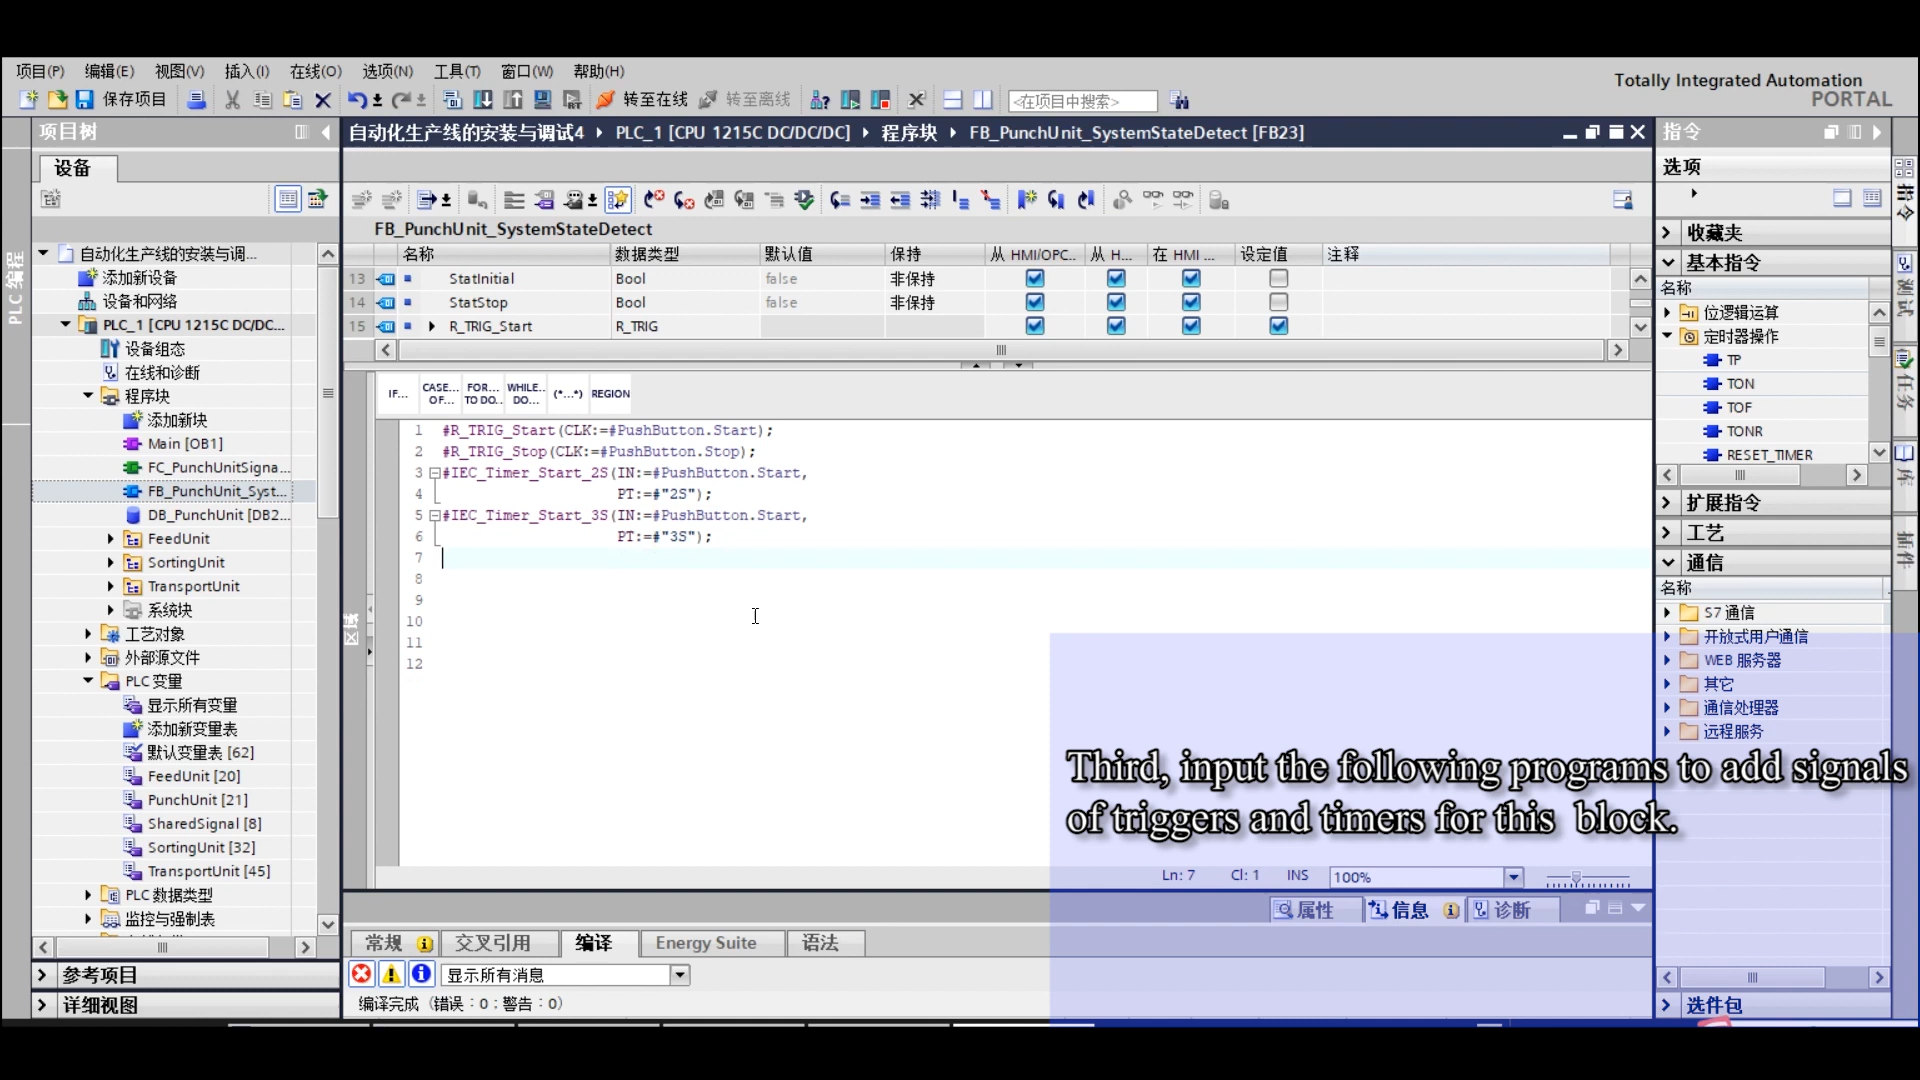 项目(P) 编辑(E) 视图(V) 插入(I) 在线(O) 选项(N) 工具(T) 窗口(W) 帮助(H)
Totally Integrated Automation
PORTAL
保存项目 转至在线 转至离线 <在项目中搜索>
项目树
自动化生产线的安装与调试4 PLC_1 [CPU 1215C DC/DC/DC] 程序块 FB_PunchUnit_SystemStateDetect [FB23]
指令
设备
选项
PLC 编程
FB_PunchUnit_SystemStateDetect
名称 数据类型 默认值 保持 从 HMI/OPC... 从 H... 在 HMI ... 设定值 注释
13 StatInitial Bool false 非保持
14 StatStop Bool false 非保持
15 R_TRIG_Start R_TRIG
自动化生产线的安装与调...
添加新设备
设备和网络
PLC_1 [CPU 1215C DC/DC...
设备组态
在线和诊断
程序块
添加新块
Main [OB1]
FC_PunchUnitSigna...
FB_PunchUnit_Syst...
DB_PunchUnit [DB2...
FeedUnit
SortingUnit
TransportUnit
系统块
工艺对象
外部源文件
PLC 变量
显示所有变量
添加新变量表
默认变量表 [62]
FeedUnit [20]
PunchUnit [21]
SharedSignal [8]
SortingUnit [32]
TransportUnit [45]
PLC 数据类型
监控与强制表
参考项目
详细视图
IF... CASE... OF... FOR... TO DO.. WHILE.. DO... (*...*) REGION
1 #R_TRIG_Start(CLK:=#PushButton.Start);
2 #R_TRIG_Stop(CLK:=#PushButton.Stop);
3 #IEC_Timer_Start_2S(IN:=#PushButton.Start,
4 PT:=#"2S");
5 #IEC_Timer_Start_3S(IN:=#PushButton.Start,
6 PT:=#"3S");
7
8
9
10
11
12
Third, input the following programs to add signals
of triggers and timers for this block.
Ln: 7 Cl: 1 INS 100%
属性 信息 诊断
常规 交叉引用 编译 Energy Suite 语法
显示所有消息
编译完成（错误：0；警告：0）
收藏夹
基本指令
名称
位逻辑运算
定时器操作
TP
TON
TOF
TONR
RESET_TIMER
扩展指令
工艺
通信
名称
S7 通信
开放式用户通信
WEB 服务器
其它
通信处理器
远程服务
选件包
测试
任务
库
插件